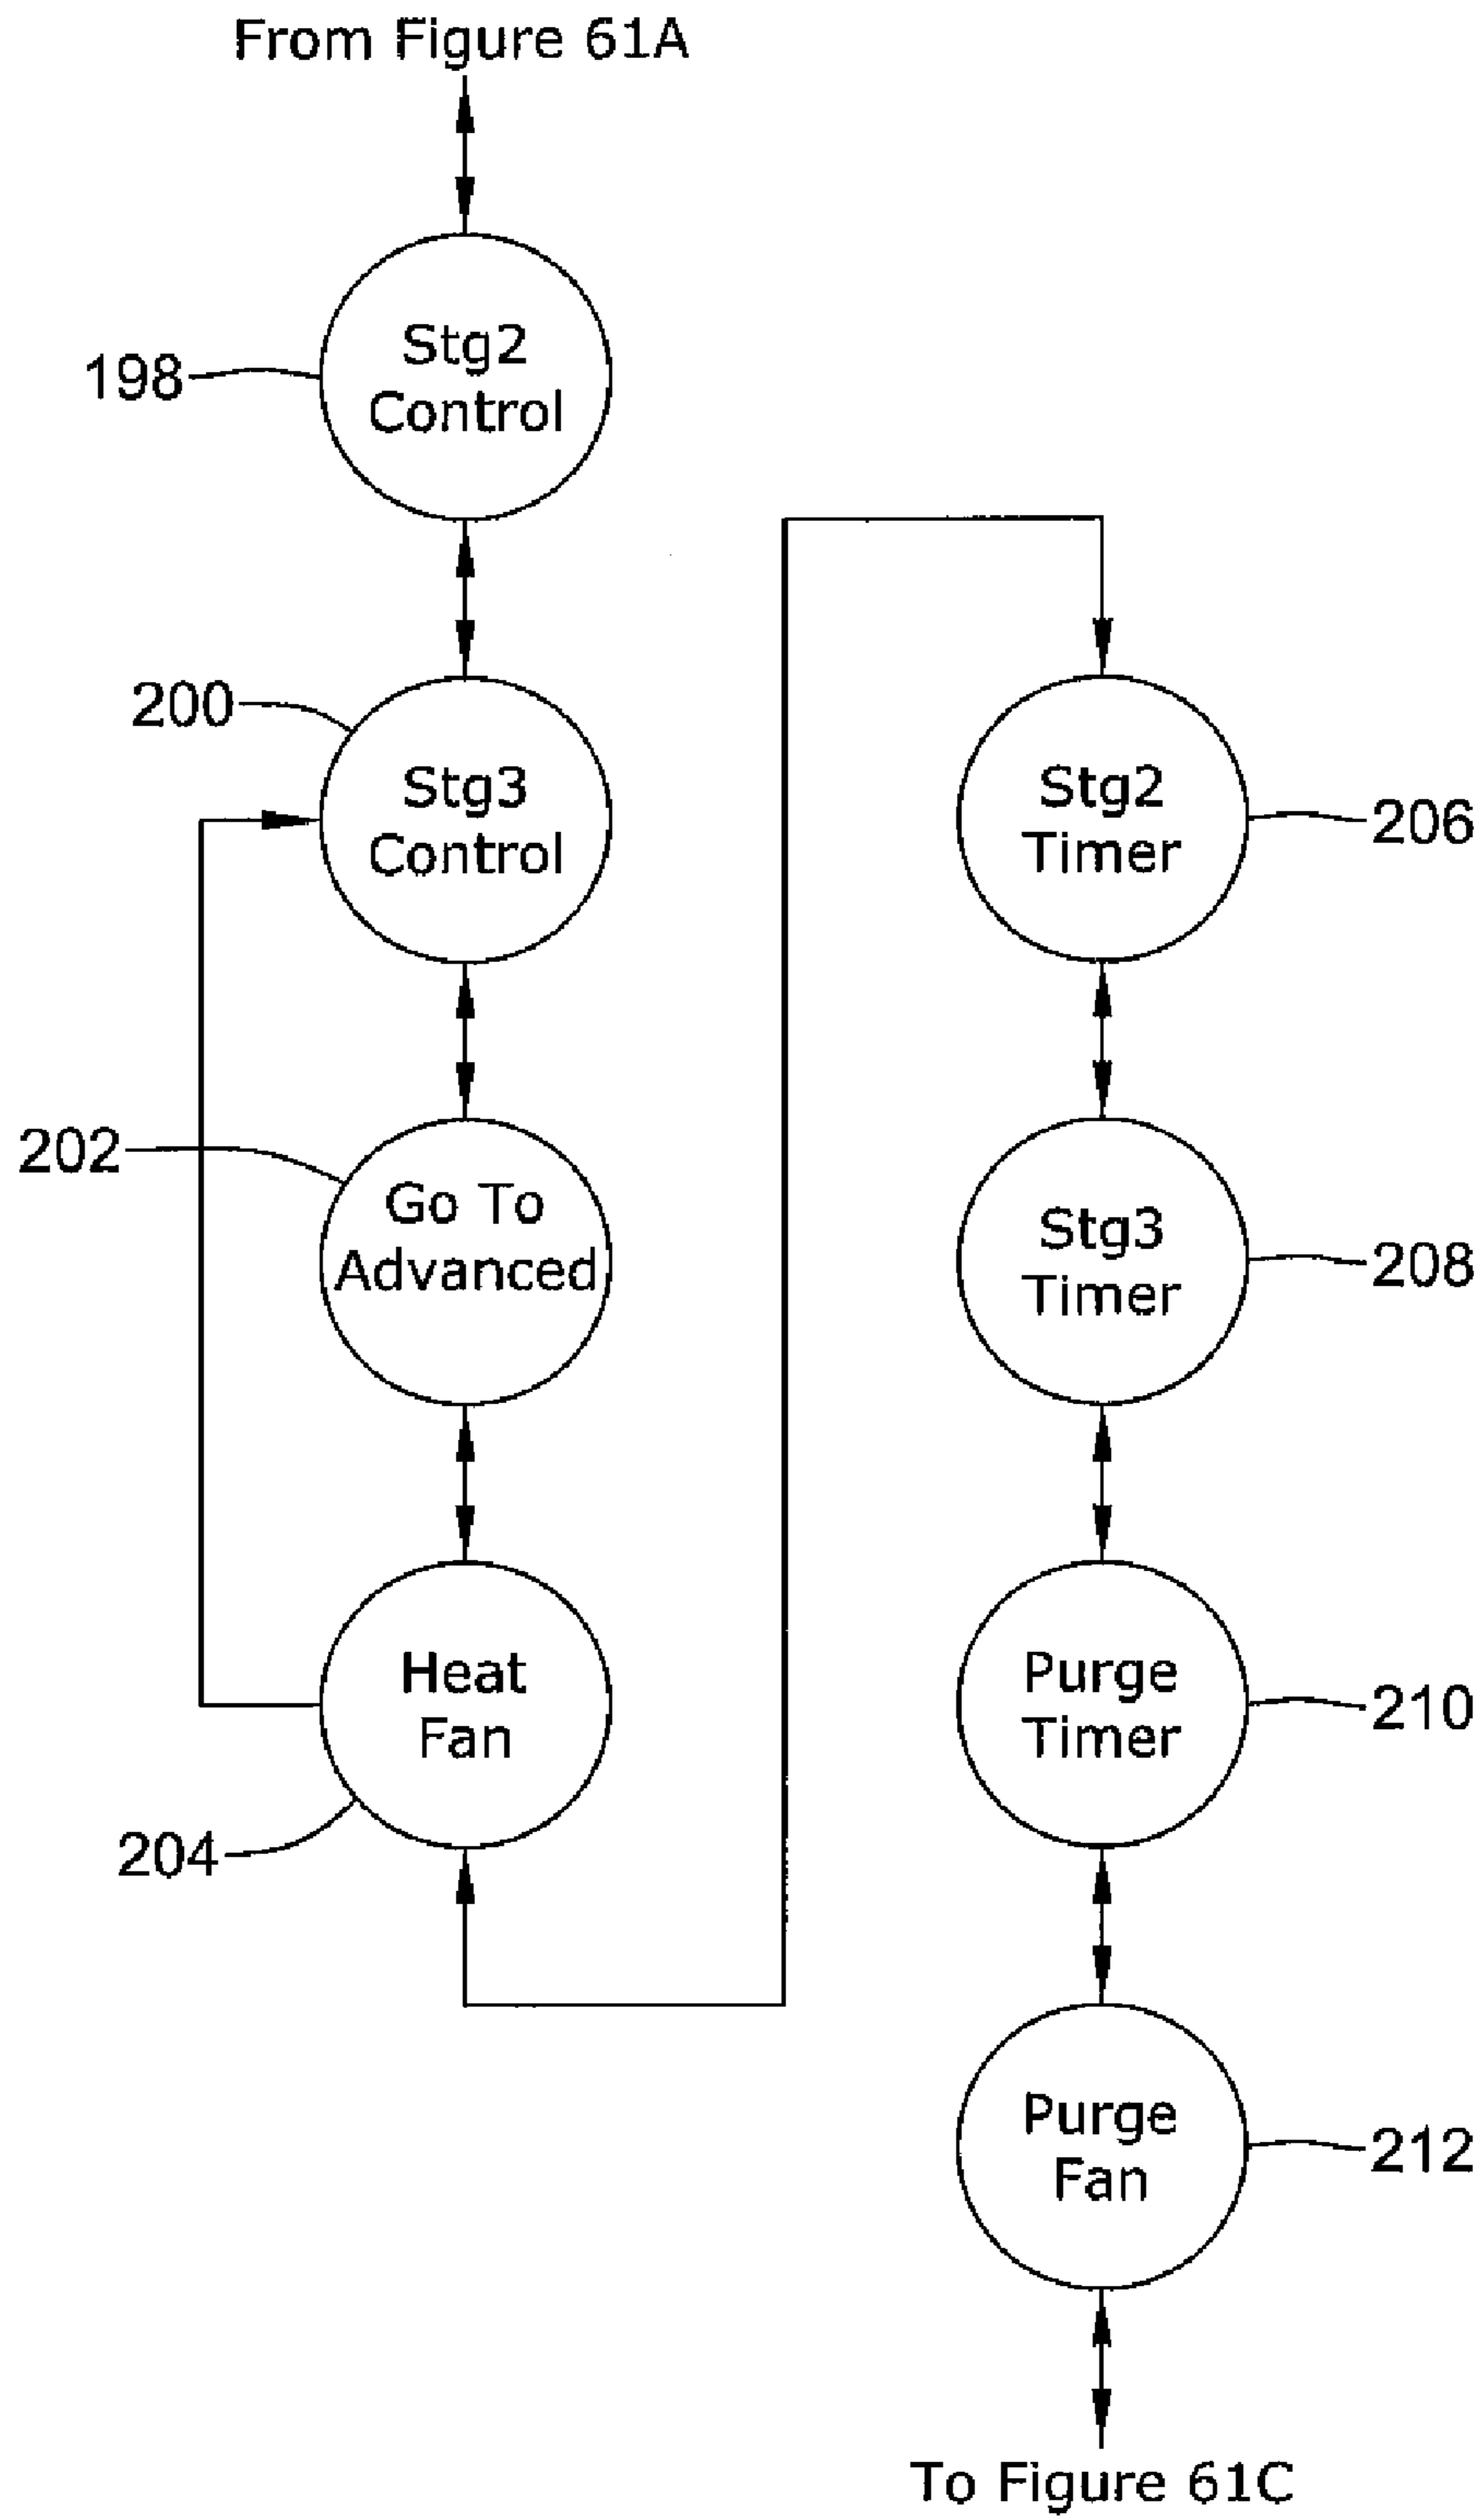 From Figure 61A
198
Stg2
Control
200
Stg3
Control
202
Go To
Advanced
Heat
Fan
204
Stg2
Timer
206
Stg3
Timer
208
Purge
Timer
210
Purge
Fan
212
To Figure 61C